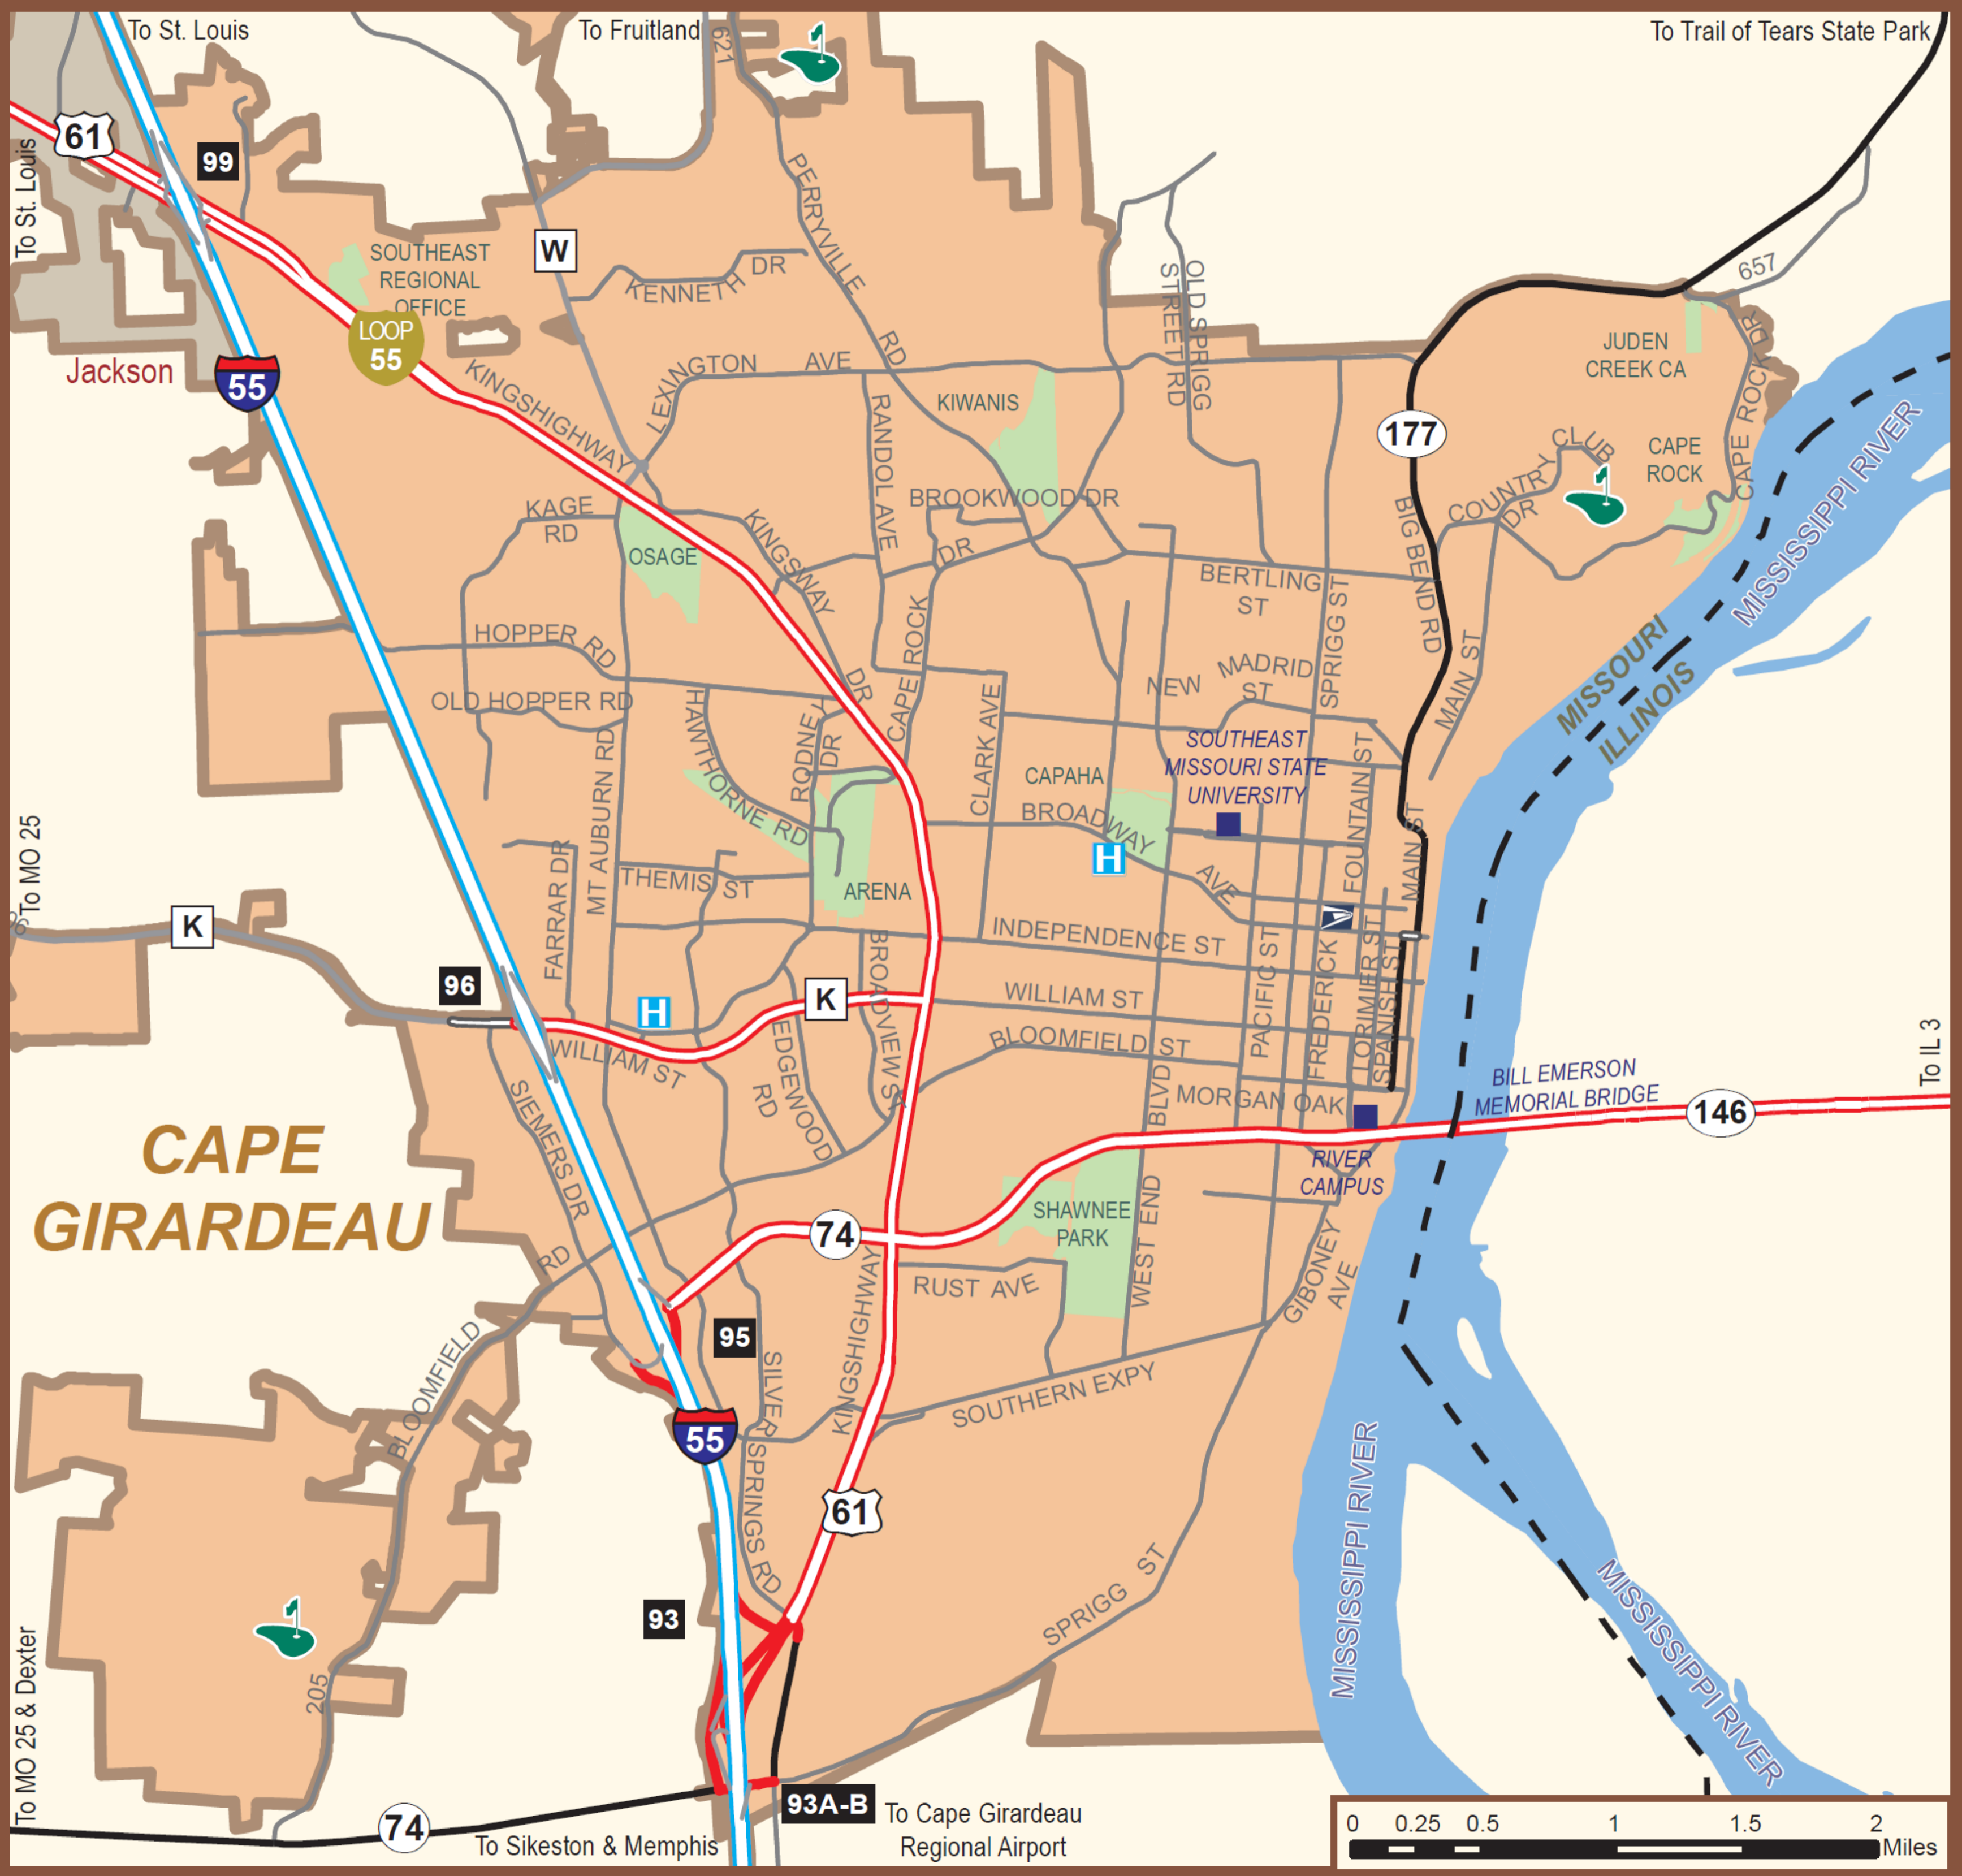 To St. Louis
To Fruitland
621
To Trail of Tears State Park
61
99
To St. Louis
W
SOUTHEAST
REGIONAL
OFFICE
PERRYVILLE
RD
KENNETH
DR
OLD SPRIGG
STREET RD
657
LOOP
55
Jackson
55
KINGSHIGHWAY
LEXINGTON
AVE
KIWANIS
RANDOL AVE
177
JUDEN
CREEK CA
CAPE ROCK DR
COUNTRY
CLUB
DR
CAPE
ROCK
MISSISSIPPI RIVER
BROOKWOOD DR
KAGE
RD
OSAGE
KINGSWAY
DR
DR
BERTLING
ST
BIG BEND RD
SPRIGG ST
MAIN ST
HOPPER
RD
CAPE ROCK
NEW
MADRID
ST
OLD HOPPER RD
MISSOURI
ILLINOIS
HAWTHORNE RD
RODNEY
DR
CLARK AVE
MT AUBURN RD
CAPAHA
SOUTHEAST
MISSOURI STATE
UNIVERSITY
FOUNTAIN ST
MAIN ST
BROADWAY
AVE
H
To MO 25
FARRAR DR
THEMIS ST
ARENA
K
INDEPENDENCE ST
BROADVIEW ST
PACIFIC ST
FREDERICK
LORIMIER ST
SPANISH ST
96
H
K
WILLIAM ST
WILLIAM ST
BLOOMFIELD ST
EDGEWOOD
RD
SIEMERS DR
MORGAN OAK
BILL EMERSON
MEMORIAL BRIDGE
146
To IL 3
CAPE
GIRARDEAU
RIVER
CAMPUS
SHAWNEE
PARK
WEST END
BLVD
74
RUST AVE
GIBONEY
AVE
KINGSHIGHWAY
BLOOMFIELD
RD
95
SILVER SPRINGS RD
SOUTHERN EXPY
55
61
MISSISSIPPI RIVER
MISSISSIPPI RIVER
SPRIGG ST
93
205
To MO 25 & Dexter
74
To Sikeston & Memphis
93A-B
To Cape Girardeau
Regional Airport
0 0.25 0.5 1 1.5 2
Miles